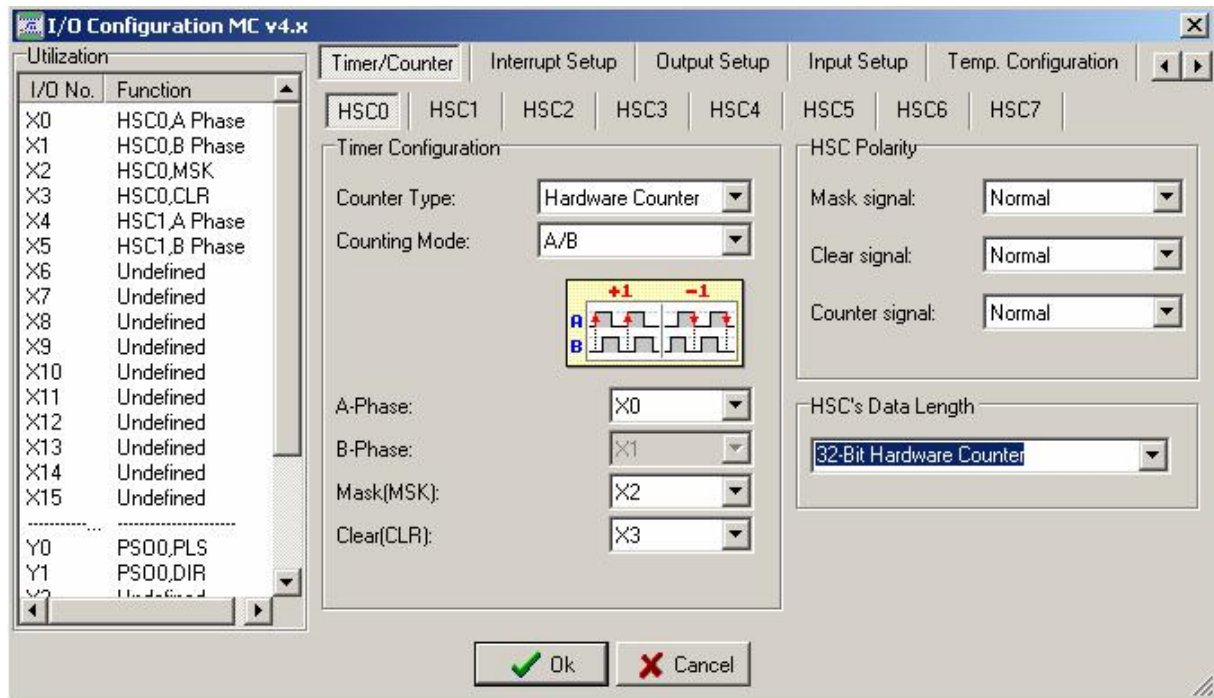 I/O Configuration MC v4.x
Utilization
I/O No. Function
X0 HSC0,A Phase
X1 HSC0,B Phase
X2 HSC0,MSK
X3 HSC0,CLR
X4 HSC1,A Phase
X5 HSC1,B Phase
X6 Undefined
X7 Undefined
X8 Undefined
X9 Undefined
X10 Undefined
X11 Undefined
X12 Undefined
X13 Undefined
X14 Undefined
X15 Undefined
-----------... --------------------
Y0 PSO0,PLS
Y1 PSO0,DIR
Y2 Undefined
Timer/Counter Interrupt Setup Output Setup Input Setup Temp. Configuration
HSC0 HSC1 HSC2 HSC3 HSC4 HSC5 HSC6 HSC7
Timer Configuration
Counter Type: Hardware Counter
Counting Mode: A/B
+1 -1
A
B
A-Phase: X0
B-Phase: X1
Mask(MSK): X2
Clear(CLR): X3
HSC Polarity
Mask signal: Normal
Clear signal: Normal
Counter signal: Normal
HSC's Data Length
32-Bit Hardware Counter
Ok Cancel